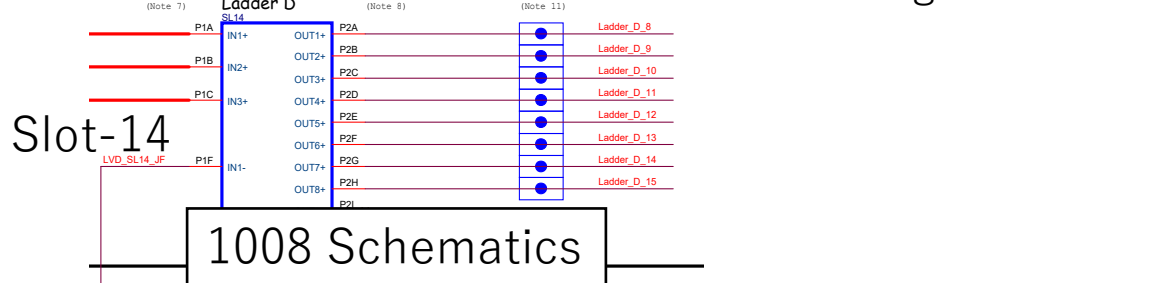 (Note 7)
Ladder D
(Note 8)
(Note 11)
SL14
P1A
IN1+
OUT1+
P2A
Ladder_D_8
OUT2+
P2B
Ladder_D_9
P1B
IN2+
OUT3+
P2C
Ladder_D_10
P1C
IN3+
OUT4+
P2D
Ladder_D_11
Slot-14
OUT5+
P2E
Ladder_D_12
OUT6+
P2F
Ladder_D_13
LVD_SL14_JF
P1F
IN1-
OUT7+
P2G
Ladder_D_14
OUT8+
P2H
Ladder_D_15
1008 Schematics